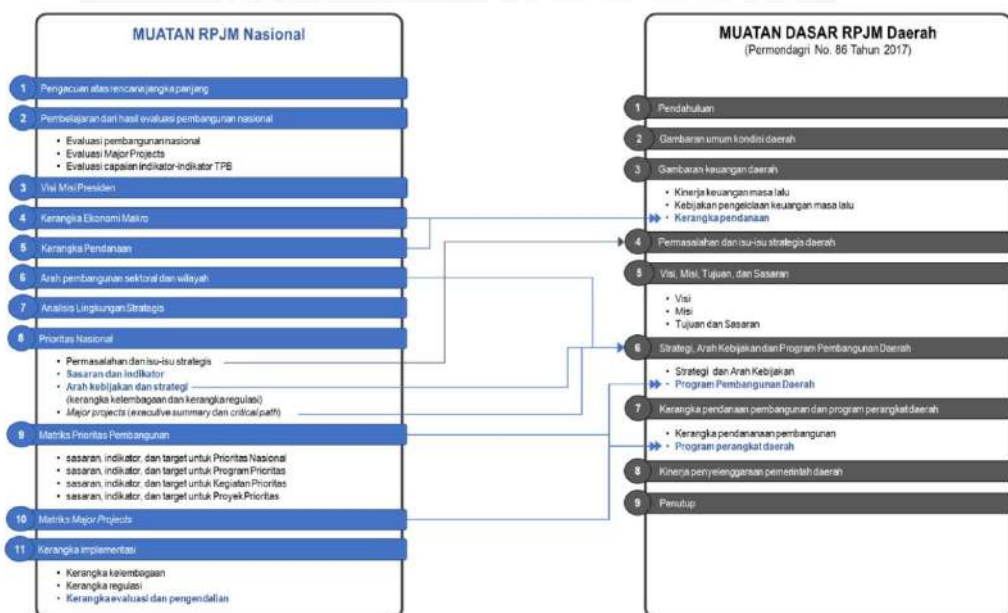 MUATAN RPJM Nasional
1 Pengacuan atas rencana jangka panjang
2 Pembelajaran dari hasil evaluasi pembangunan nasional
• Evaluasi pembangunan nasional
• Evaluasi Major Projects
• Evaluasi capaian indikator-indikator TPB
3 Visi Misi Presiden
4 Kerangka Ekonomi Makro
5 Kerangka Pendanaan
6 Arah pembangunan sektoral dan wilayah
7 Analisis Lingkungan Strategis
8 Prioritas Nasional
• Permasalahan dan isu-isu strategis
• Sasaran dan indikator
• Arah kebijakan dan strategi
(kerangka kelembagaan dan kerangka regulasi)
• Major projects (executive summary dan critical path)
9 Matriks Prioritas Pembangunan
• sasaran, indikator, dan target untuk Prioritas Nasional
• sasaran, indikator, dan target untuk Program Prioritas
• sasaran, indikator, dan target untuk Kegiatan Prioritas
• sasaran, indikator, dan target untuk Proyek Prioritas
10 Matriks Major Projects
11 Kerangka implementasi
• Kerangka kelembagaan
• Kerangka regulasi
• Kerangka evaluasi dan pengendalian
MUATAN DASAR RPJM Daerah
(Permendagri No. 86 Tahun 2017)
1 Pendahuluan
2 Gambaran umum kondisi daerah
3 Gambaran keuangan daerah
• Kinerja keuangan masa lalu
• Kebijakan pengelolaan keuangan masa lalu
• Kerangka pendanaan
4 Permasalahan dan isu-isu strategis daerah
5 Visi, Misi, Tujuan, dan Sasaran
• Visi
• Misi
• Tujuan dan Sasaran
6 Strategi, Arah Kebijakan dan Program Pembangunan Daerah
• Strategi dan Arah Kebijakan
• Program Pembangunan Daerah
7 Kerangka pendanaan pembangunan dan program perangkat daerah
• Kerangka pendananaan pembangunan
• Program perangkat daerah
8 Kinerja penyelenggaraan pemerintah daerah
9 Penutup